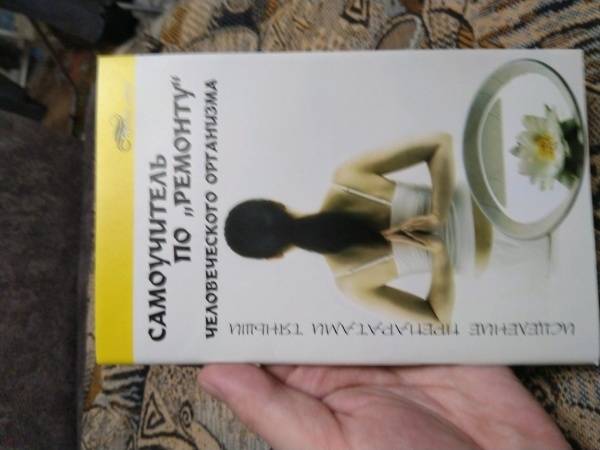 САМОУЧИТЕЛЬ
ПО „РЕМОНТУ“
ЧЕЛОВЕЧЕСКОГО ОРГАНИЗМА
ИСЦЕЛЕНИЕ ПРЕПАРАТАМИ ТЯНЬШИ